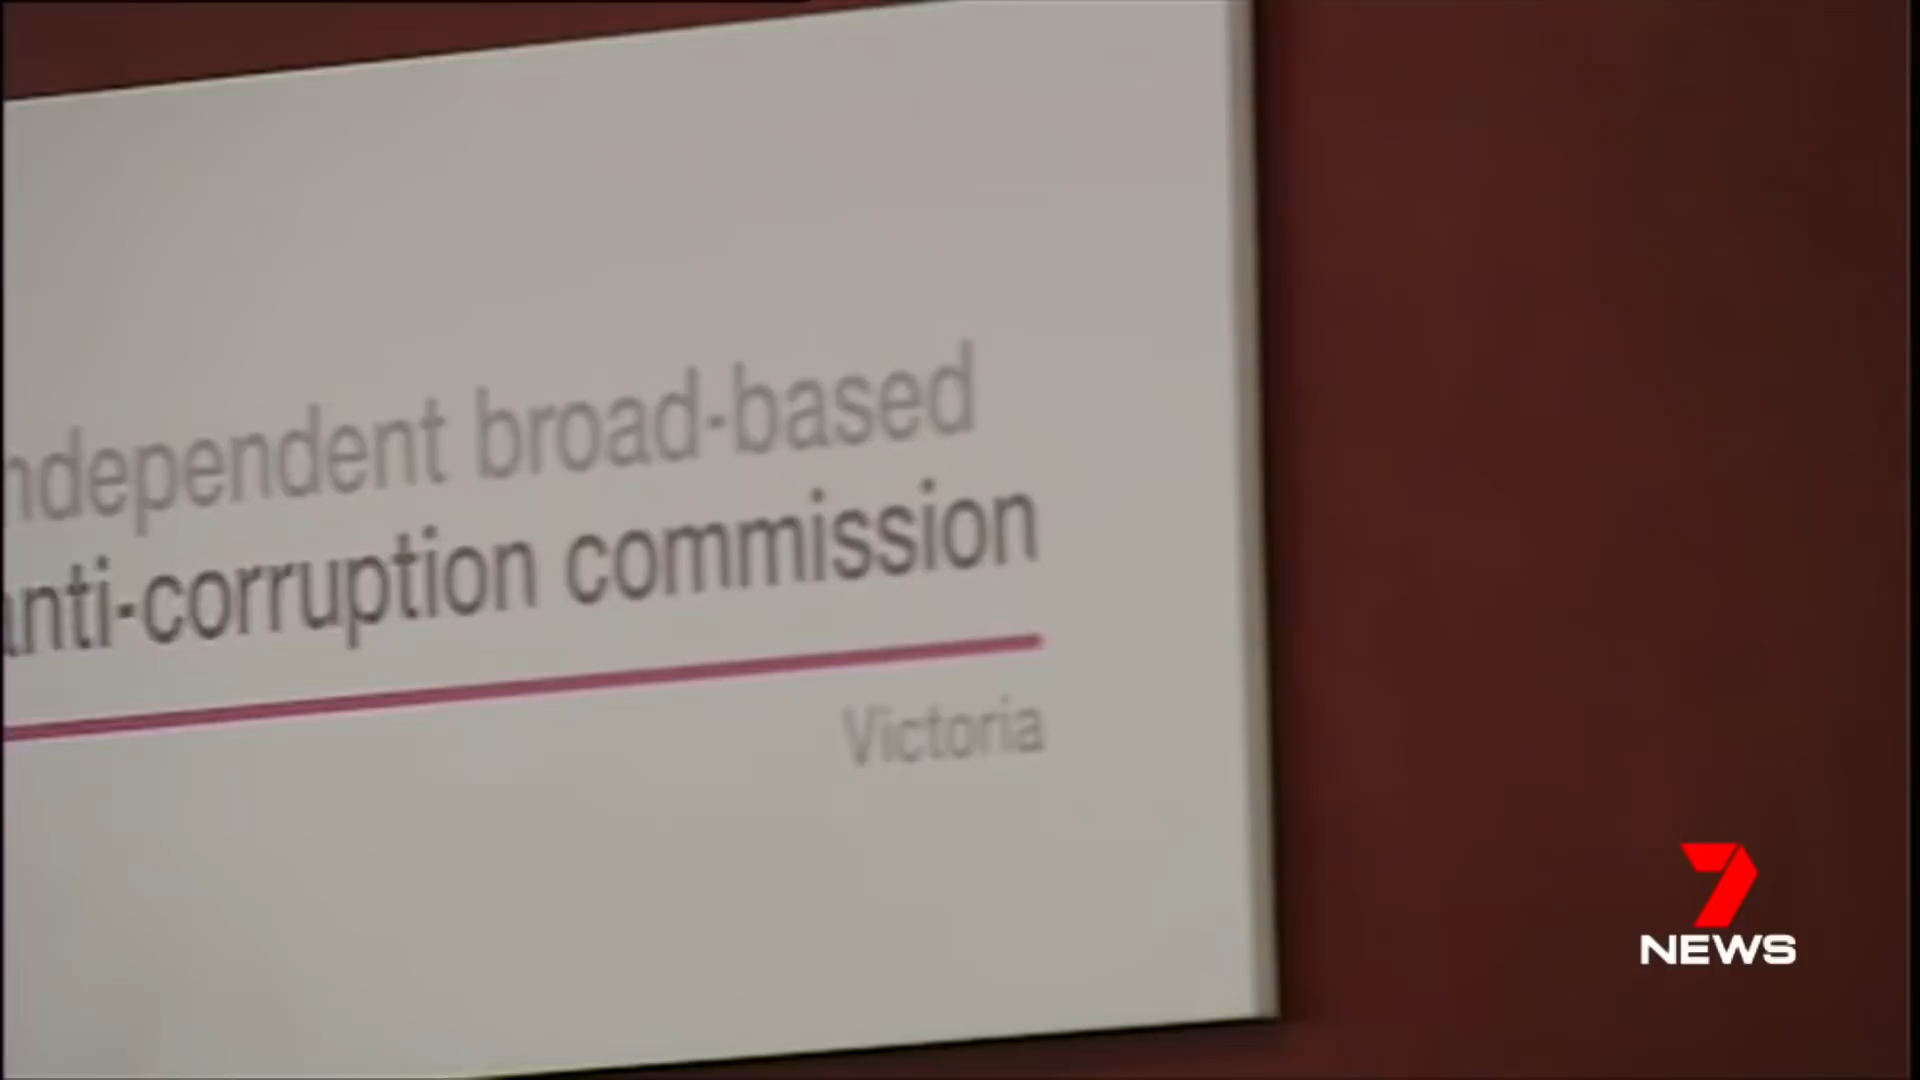 ndependent broad-based
anti-corruption commission
Victoria
7
NEWS